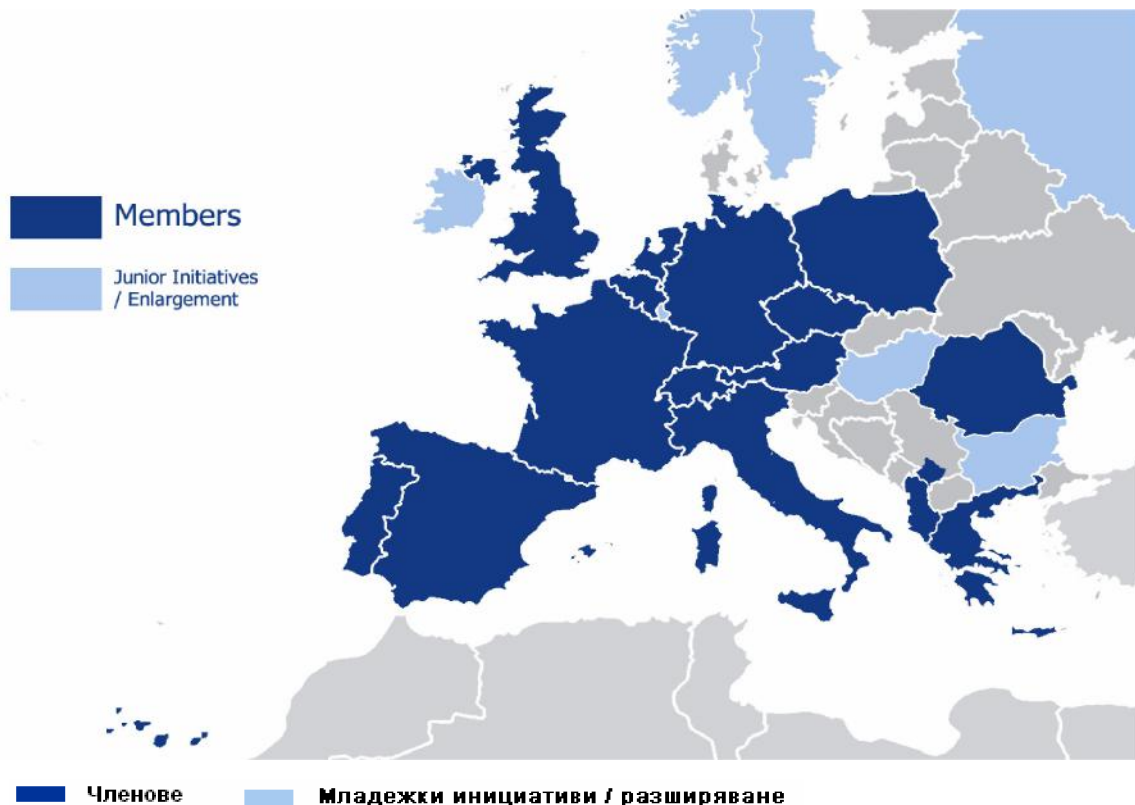 Members
Junior Initiatives
/ Enlargement
Членове
Младежки инициативи / разширяване